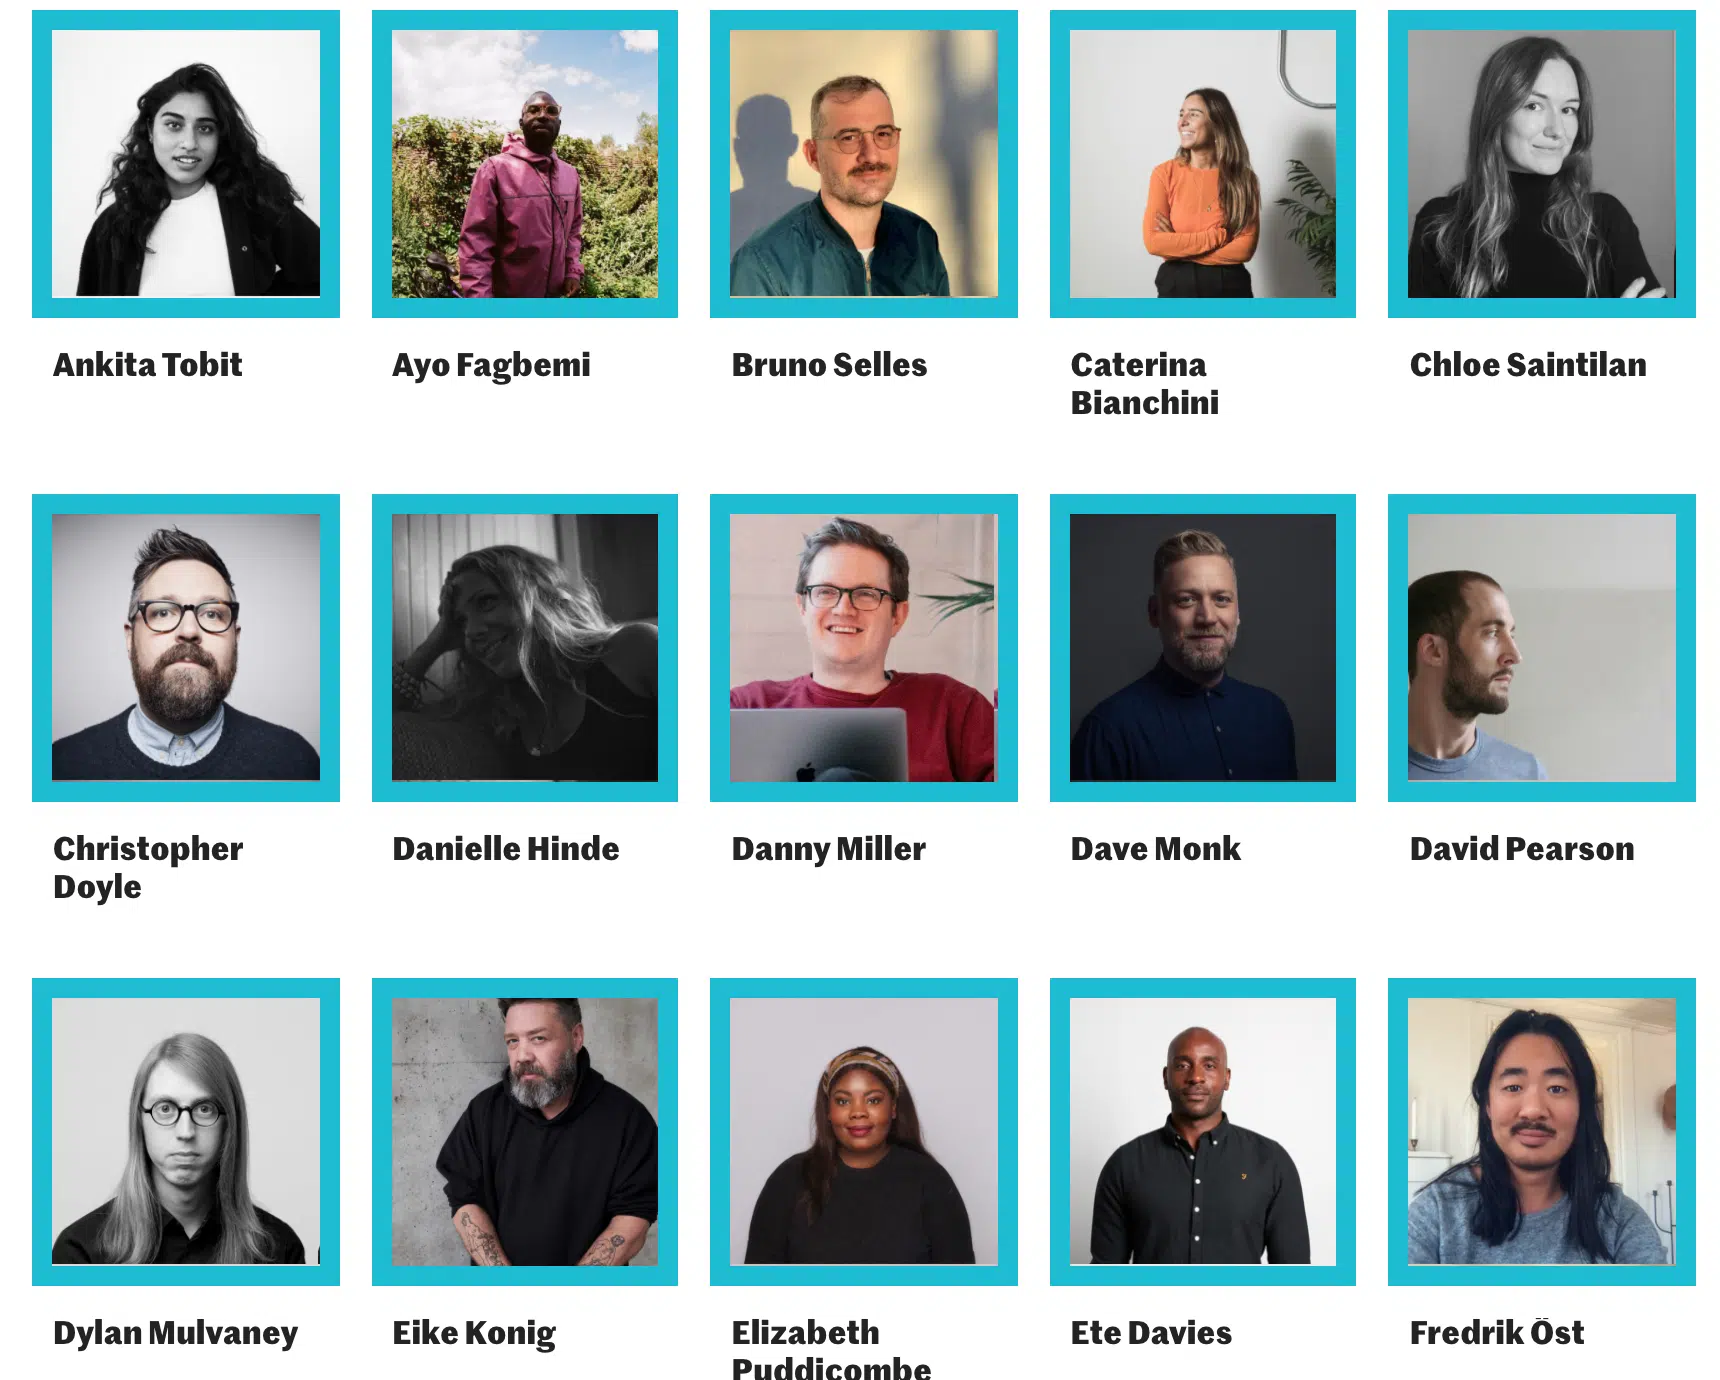 Ankita Tobit
Ayo Fagbemi
Bruno Selles
Caterina
Bianchini
Chloe Saintilan
Christopher
Doyle
Danielle Hinde
Danny Miller
Dave Monk
David Pearson
Dylan Mulvaney
Eike Konig
Elizabeth
Puddicombe
Ete Davies
Fredrik Öst